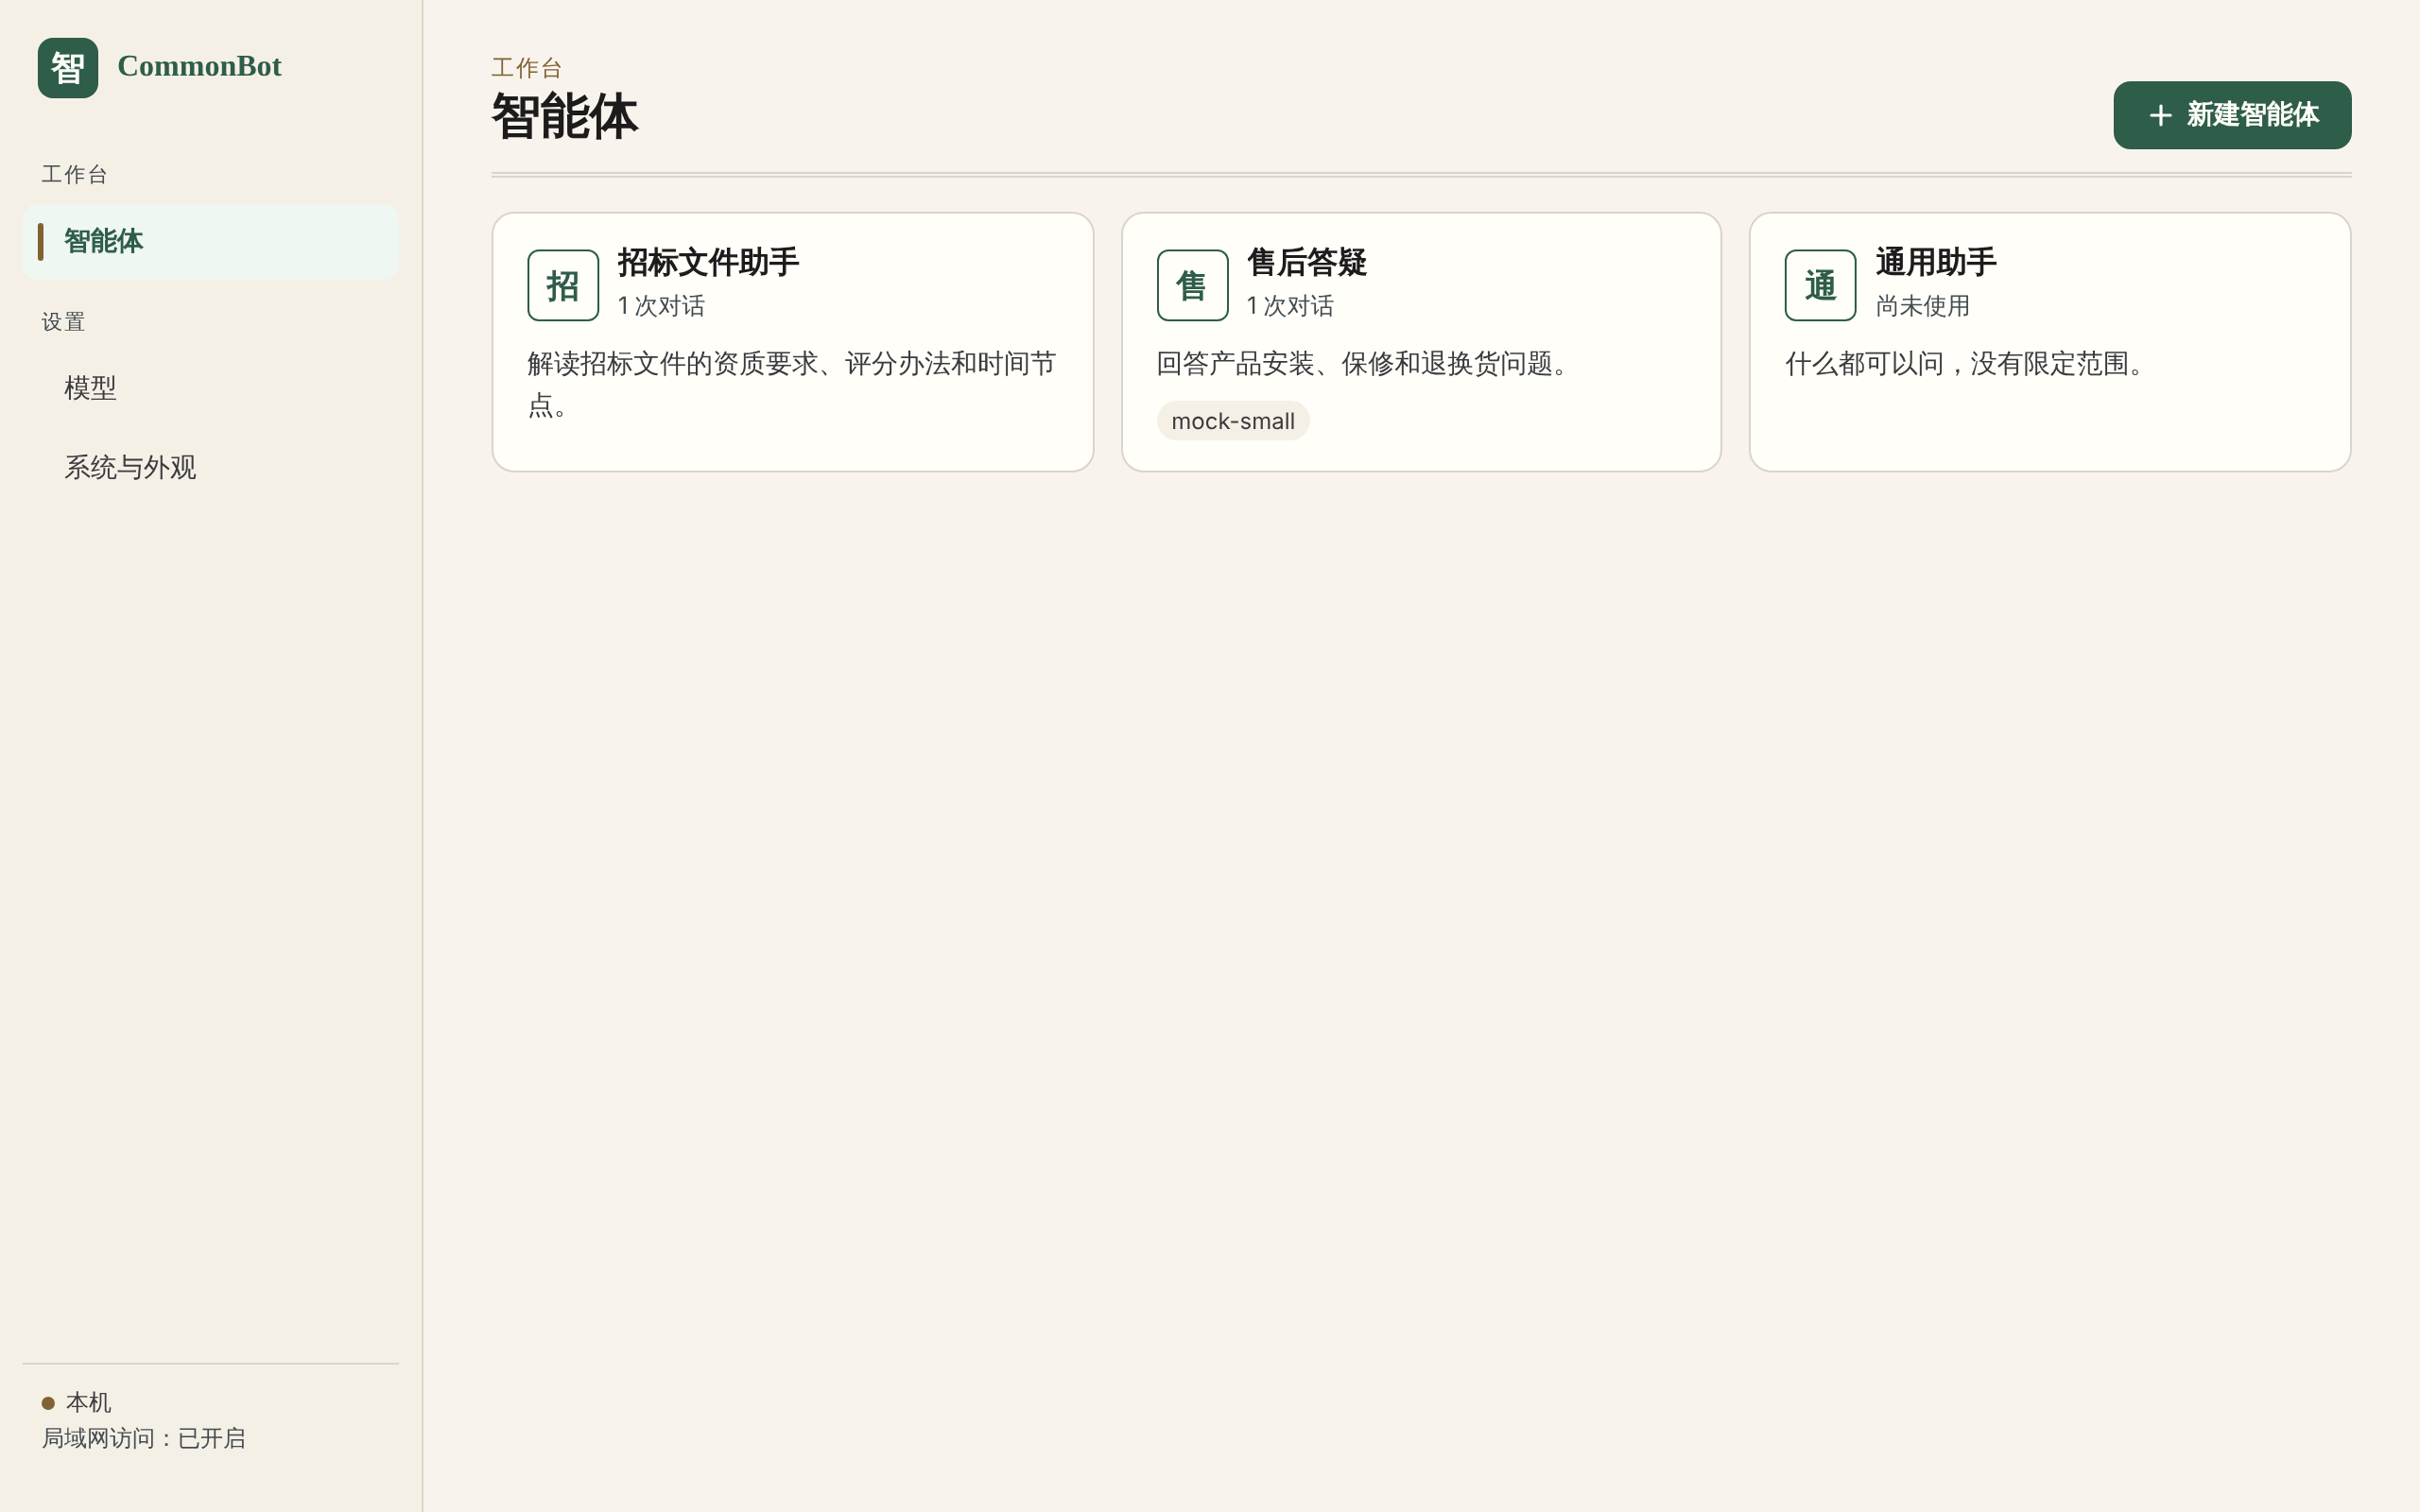 智 CommonBot
工作台
智能体
设置
模型
系统与外观
本机
局域网访问：已开启
工作台
智能体
新建智能体
招
招标文件助手
1 次对话
解读招标文件的资质要求、评分办法和时间节
点。
售
售后答疑
1 次对话
回答产品安装、保修和退换货问题。
mock-small
通
通用助手
尚未使用
什么都可以问，没有限定范围。